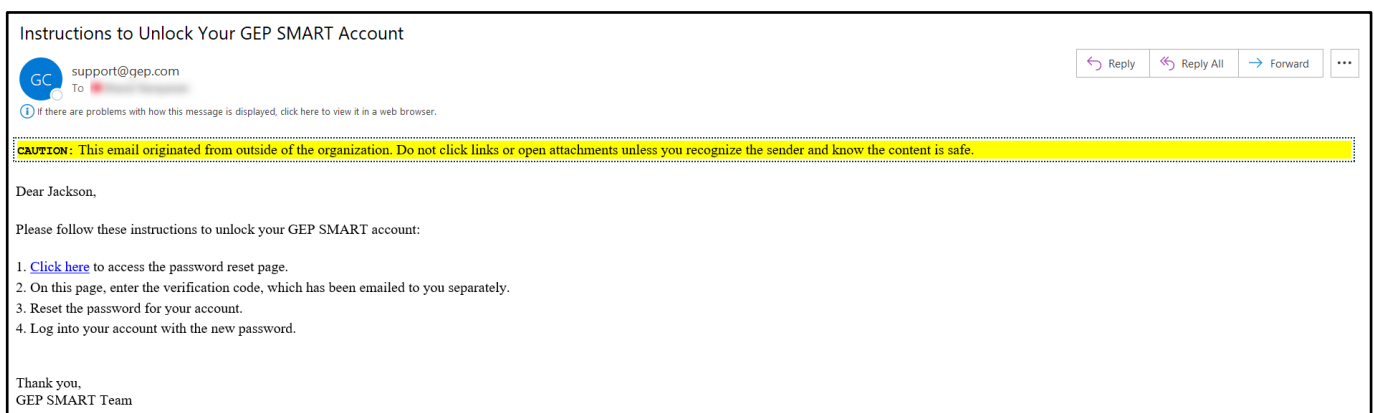 Instructions to Unlock Your GEP SMART Account
GC
support@gep.com
To
Reply
Reply All
Forward
If there are problems with how this message is displayed, click here to view it in a web browser.
CAUTION: This email originated from outside of the organization. Do not click links or open attachments unless you recognize the sender and know the content is safe.
Dear Jackson,
Please follow these instructions to unlock your GEP SMART account:
1. Click here to access the password reset page.
2. On this page, enter the verification code, which has been emailed to you separately.
3. Reset the password for your account.
4. Log into your account with the new password.
Thank you,
GEP SMART Team